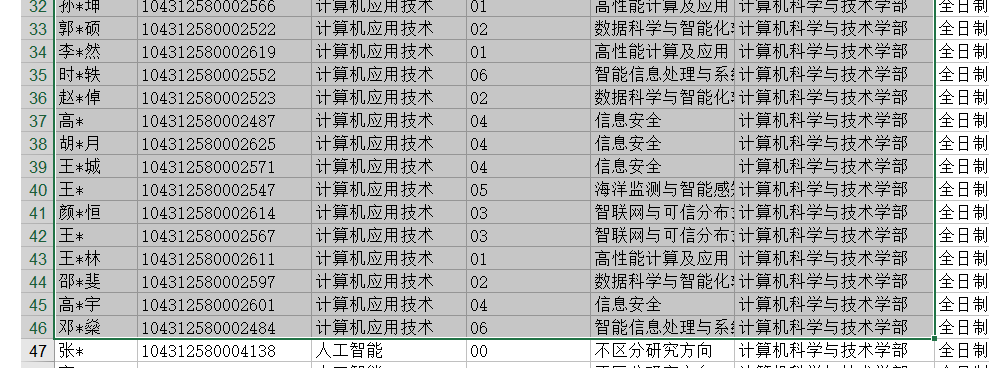 32 孙*坤 104312580002566 计算机应用技术 01 高性能计算及应用 计算机科学与技术学部 全日制
33 郭*硕 104312580002522 计算机应用技术 02 数据科学与智能化 计算机科学与技术学部 全日制
34 李*然 104312580002619 计算机应用技术 01 高性能计算及应用 计算机科学与技术学部 全日制
35 时*轶 104312580002552 计算机应用技术 06 智能信息处理与系 计算机科学与技术学部 全日制
36 赵*倬 104312580002523 计算机应用技术 02 数据科学与智能化 计算机科学与技术学部 全日制
37 高* 104312580002487 计算机应用技术 04 信息安全 计算机科学与技术学部 全日制
38 胡*月 104312580002625 计算机应用技术 04 信息安全 计算机科学与技术学部 全日制
39 王*城 104312580002571 计算机应用技术 04 信息安全 计算机科学与技术学部 全日制
40 王* 104312580002547 计算机应用技术 05 海洋监测与智能感 计算机科学与技术学部 全日制
41 颜*恒 104312580002614 计算机应用技术 03 智联网与可信分布 计算机科学与技术学部 全日制
42 王* 104312580002567 计算机应用技术 03 智联网与可信分布 计算机科学与技术学部 全日制
43 王*林 104312580002611 计算机应用技术 01 高性能计算及应用 计算机科学与技术学部 全日制
44 邵*斐 104312580002597 计算机应用技术 02 数据科学与智能化 计算机科学与技术学部 全日制
45 高*宇 104312580002601 计算机应用技术 04 信息安全 计算机科学与技术学部 全日制
46 邓*燊 104312580002484 计算机应用技术 06 智能信息处理与系 计算机科学与技术学部 全日制
47 张* 104312580004138 人工智能 00 不区分研究方向 计算机科学与技术学部 全日制